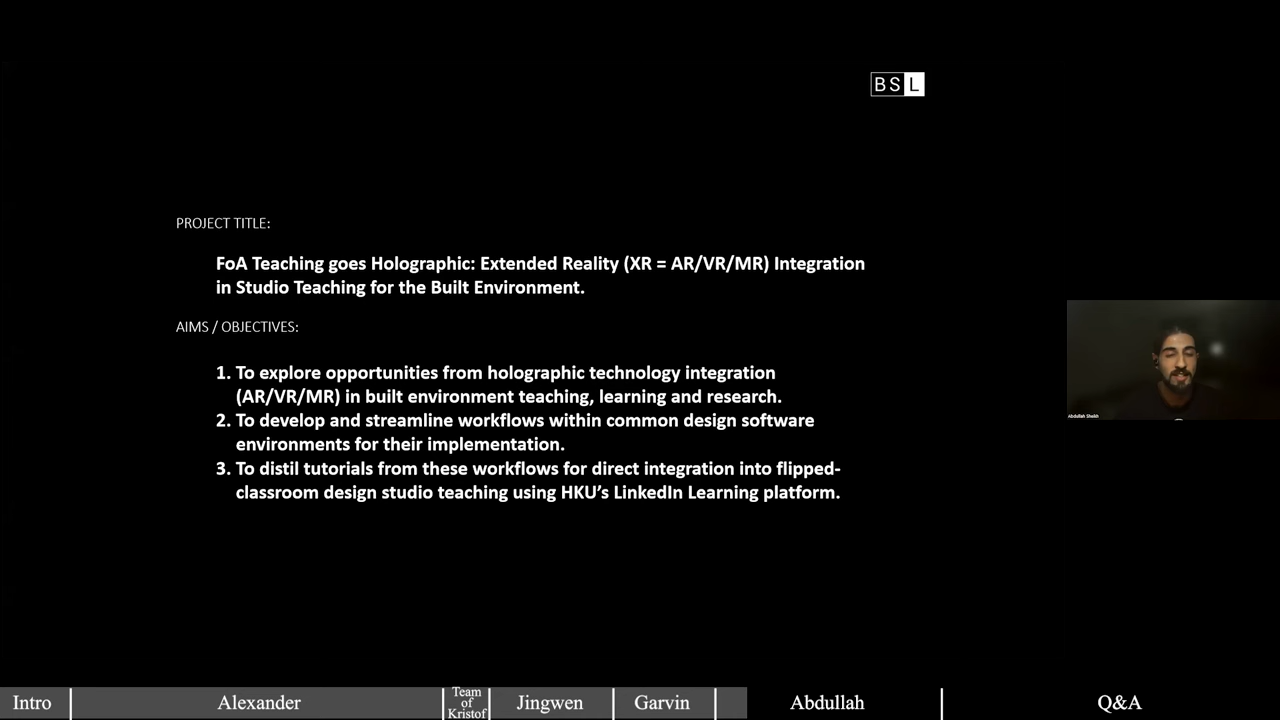 BSL
PROJECT TITLE:
FoA Teaching goes Holographic: Extended Reality (XR = AR/VR/MR) Integration
in Studio Teaching for the Built Environment.
AIMS / OBJECTIVES:
1. To explore opportunities from holographic technology integration
(AR/VR/MR) in built environment teaching, learning and research.
2. To develop and streamline workflows within common design software
environments for their implementation.
3. To distil tutorials from these workflows for direct integration into flipped-
classroom design studio teaching using HKU’s LinkedIn Learning platform.
Abdullah Sheikh
Intro
Alexander
Team
of
Kristof
Jingwen
Garvin
Abdullah
Q&A